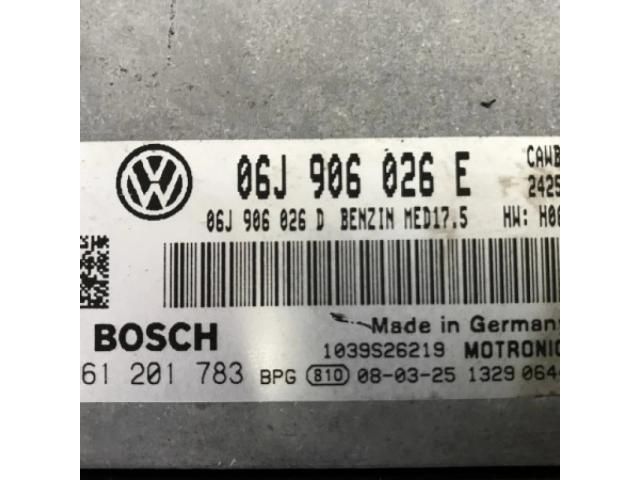 06J 906 026 E CAWB
06J 906 026 D BENZIN MED17.5 2425
HW: H0
BOSCH
Made in German
1039S26219 MOTRONIC
61 201 783 BPG 810 08-03-25 1329 064